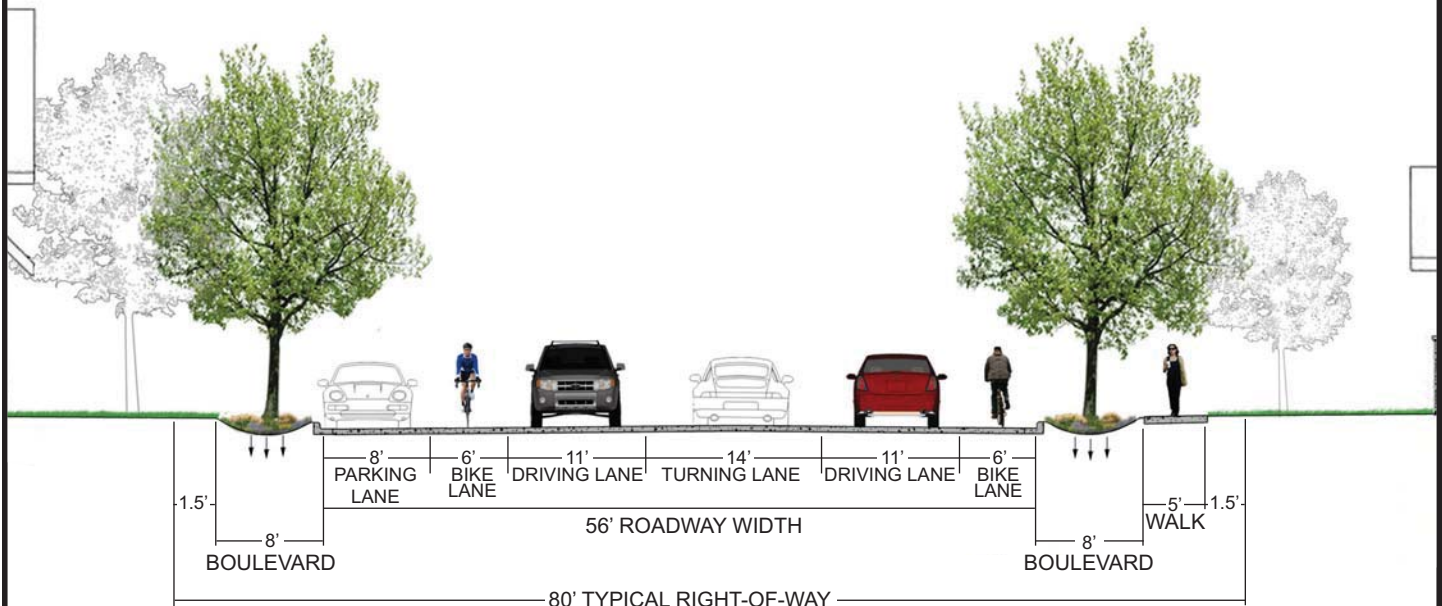 8’
PARKING
LANE
6’
BIKE
LANE
11’
DRIVING LANE
14’
TURNING LANE
11’
DRIVING LANE
6’
BIKE
LANE
1.5’
56’ ROADWAY WIDTH
5’
WALK
1.5’
8’
BOULEVARD
8’
BOULEVARD
80’ TYPICAL RIGHT-OF-WAY